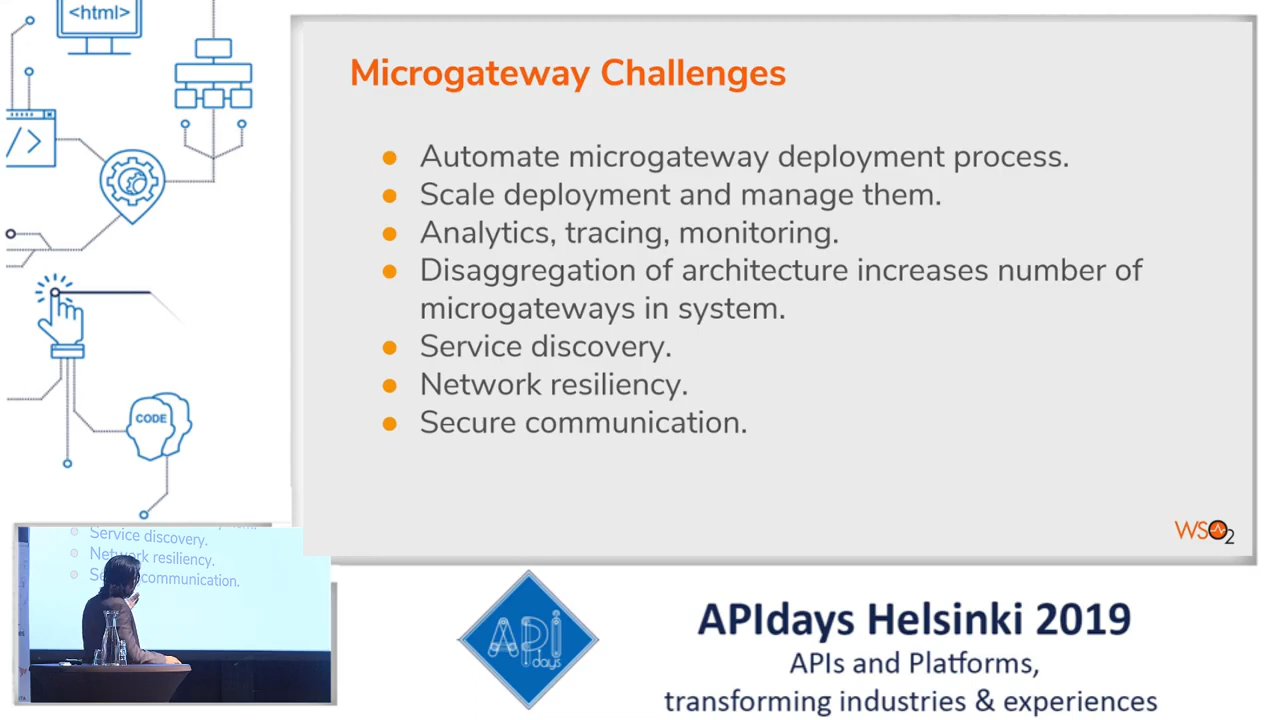 <html>
</>
CODE
Microgateway Challenges
Automate microgateway deployment process.
Scale deployment and manage them.
Analytics, tracing, monitoring.
Disaggregation of architecture increases number of
microgateways in system.
Service discovery.
Network resiliency.
Secure communication.
WSO2
Service discovery.
Network resiliency.
communication.
APIdays
APIdays Helsinki 2019
APIs and Platforms,
transforming industries & experiences